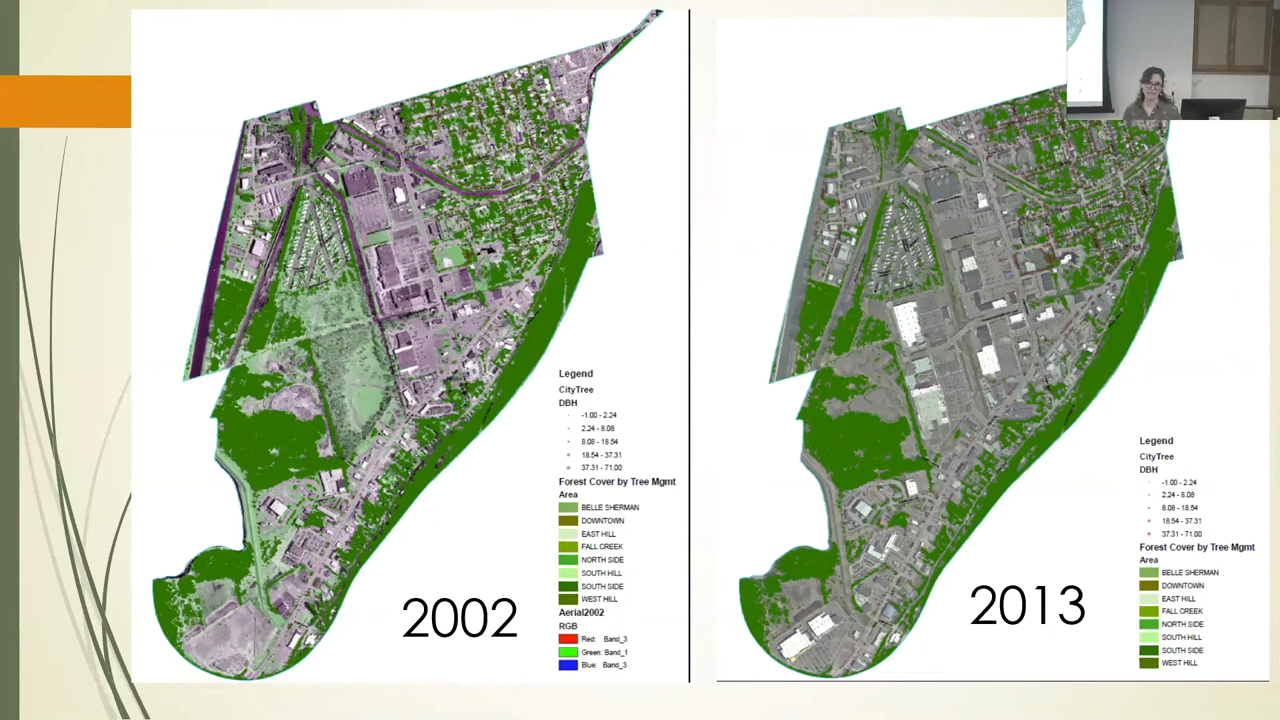 Legend
CityTree
DBH
-1.00 - 2.24
2.24 - 8.08
8.08 - 18.54
18.54 - 37.31
37.31 - 71.00
Forest Cover by Tree Mgmt
Area
BELLE SHERMAN
DOWNTOWN
EAST HILL
FALL CREEK
NORTH SIDE
SOUTH HILL
SOUTH SIDE
WEST HILL
Aerial2002
RGB
Red: Band_3
Green: Band_1
Blue: Band_3
2002
Legend
CityTree
DBH
-1.00 - 2.24
2.24 - 8.08
8.08 - 18.54
18.54 - 37.31
37.31 - 71.00
Forest Cover by Tree Mgmt
Area
BELLE SHERMAN
DOWNTOWN
EAST HILL
FALL CREEK
NORTH SIDE
SOUTH HILL
SOUTH SIDE
WEST HILL
2013